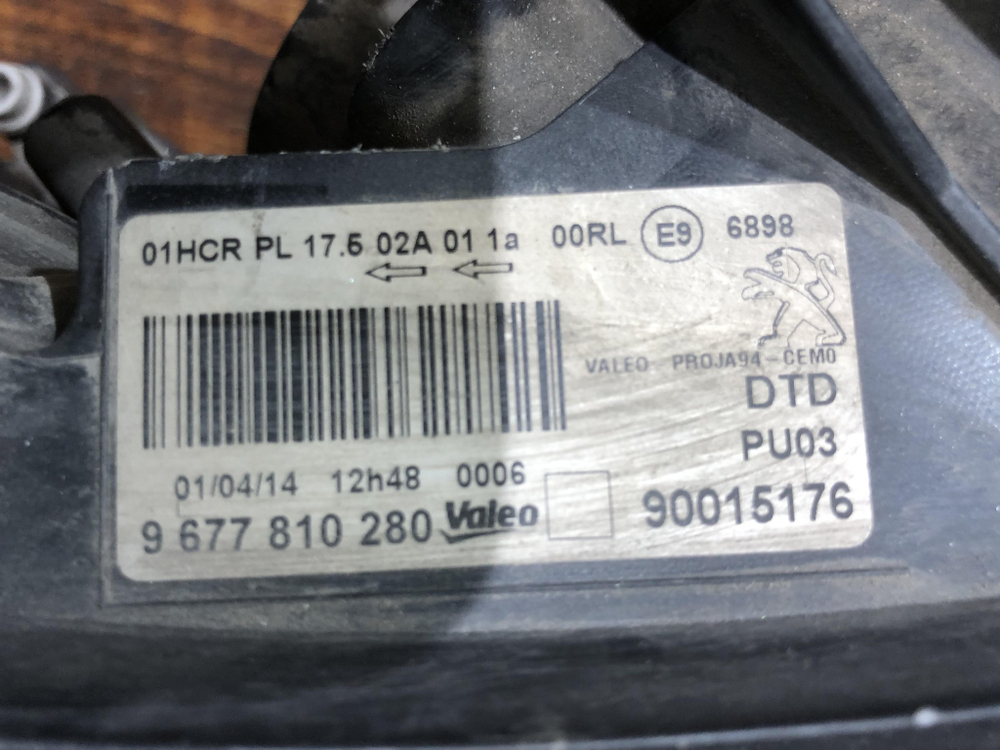 01HCR PL 17.5 02A 01 1a 00RL E9 6898
VALEO PROJA94-CEMO
DTD
PU03
01/04/14 12h48 0006
9 677 810 280 Valeo 90015176